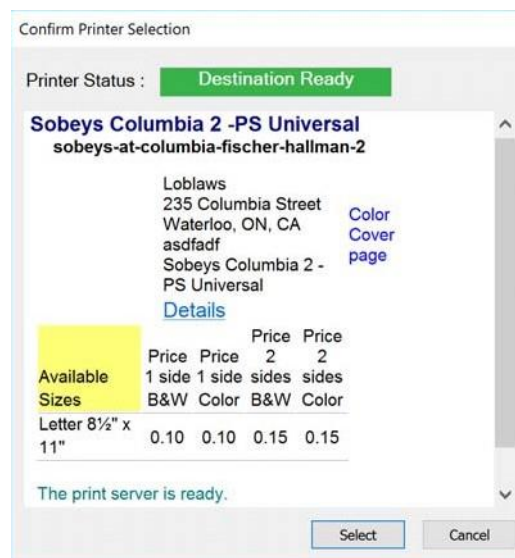 Confirm Printer Selection
Printer Status :
Destination Ready
Sobeys Columbia 2 -PS Universal
sobeys-at-columbia-fischer-hallman-2
Loblaws
235 Columbia Street
Waterloo, ON, CA
asdfadf
Sobeys Columbia 2 -
PS Universal
Details
Color
Cover
page
Available
Sizes
Price
1 side
B&W
Price
1 side
Color
Price
2
sides
B&W
Price
2
sides
Color
Letter 8½" x
11"
0.10 0.10 0.15 0.15
The print server is ready.
Select
Cancel